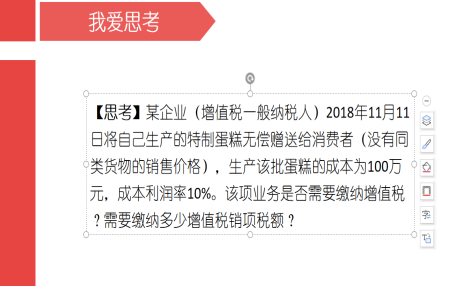 我爱思考
【思考】某企业（增值税一般纳税人）2018年11月11
日将自己生产的特制蛋糕无偿赠送给消费者（没有同
类货物的销售价格），生产该批蛋糕的成本为100万
元，成本利润率10%。该项业务是否需要缴纳增值税
？需要缴纳多少增值税销项税额？